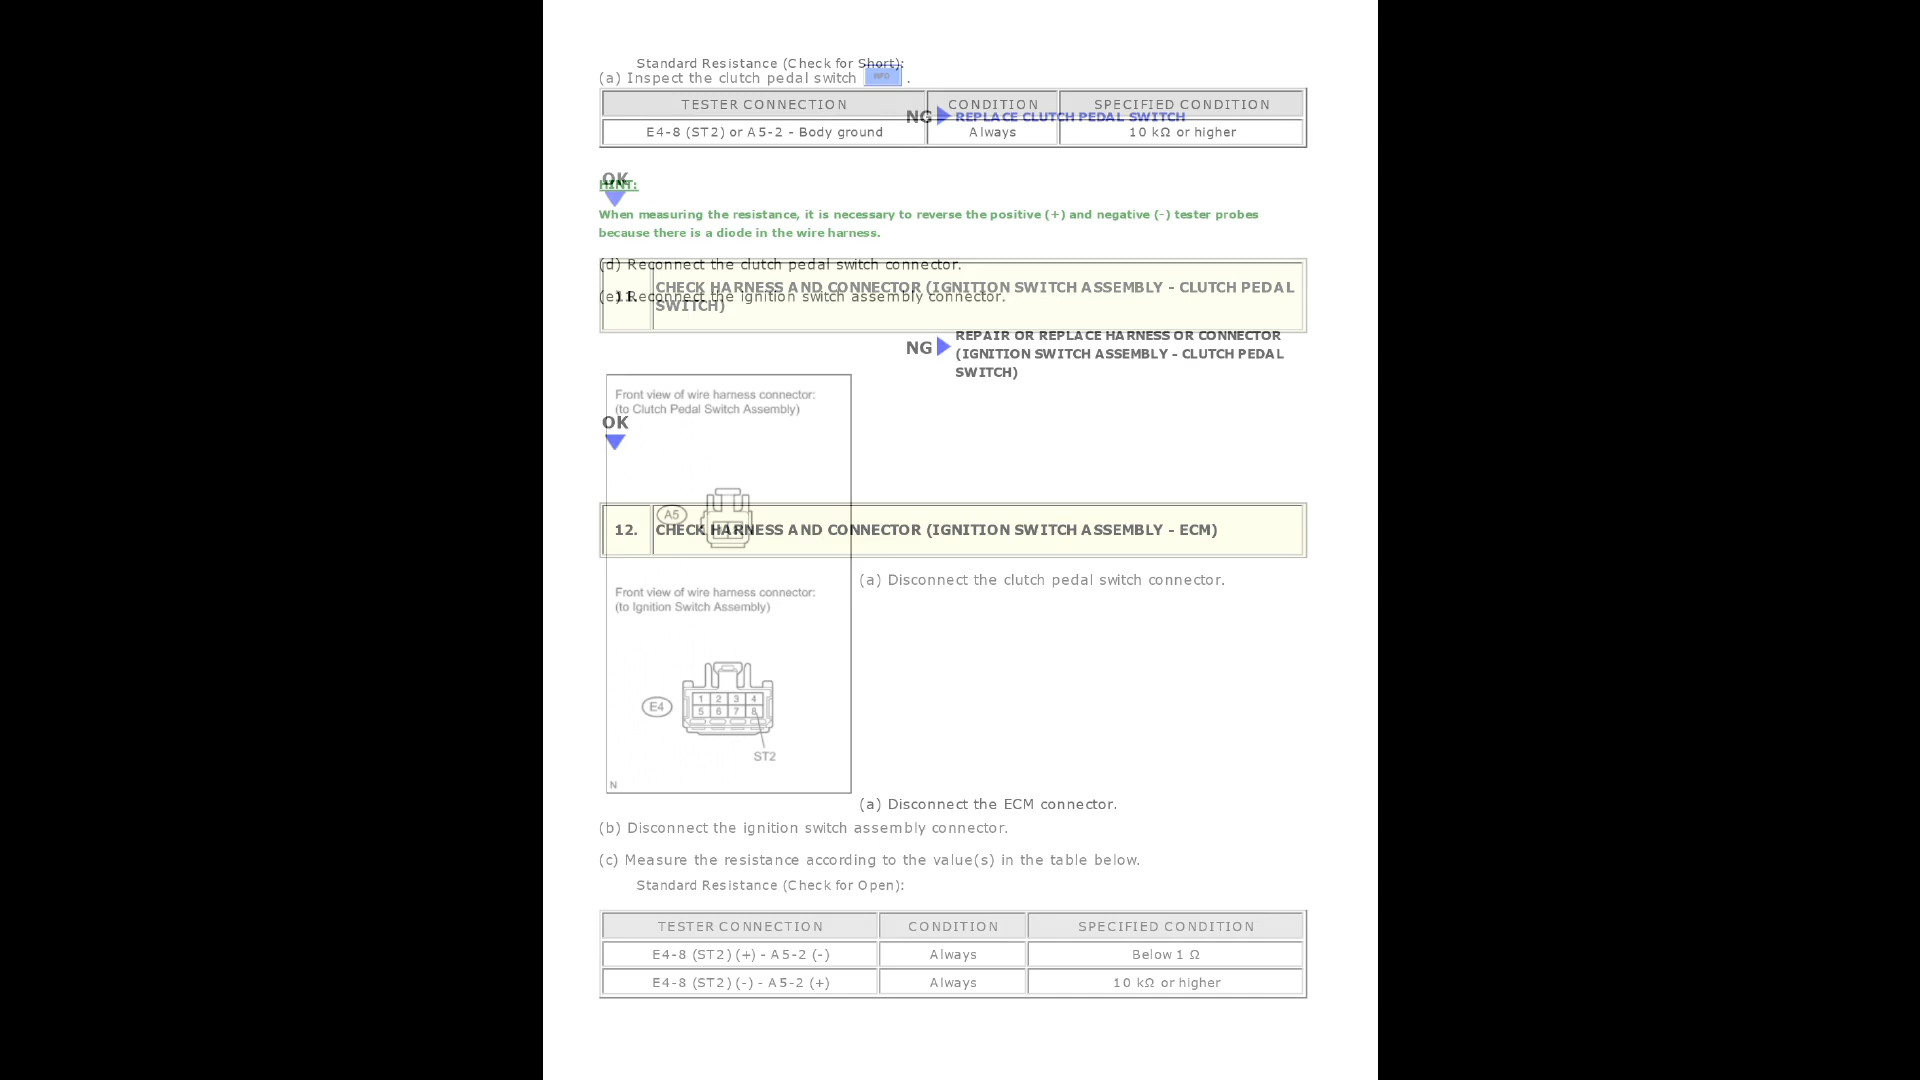 Standard Resistance (Check for Short):
(a) Inspect the clutch pedal switch INFO .
TESTER CONNECTION CONDITION SPECIFIED CONDITION
NG REPLACE CLUTCH PEDAL SWITCH
E4-8 (ST2) or A5-2 - Body ground Always 10 kΩ or higher
OK
HINT:
When measuring the resistance, it is necessary to reverse the positive (+) and negative (-) tester probes
because there is a diode in the wire harness.
(d) Reconnect the clutch pedal switch connector.
11. CHECK HARNESS AND CONNECTOR (IGNITION SWITCH ASSEMBLY - CLUTCH PEDAL
SWITCH)
(e) Reconnect the ignition switch assembly connector.
NG REPAIR OR REPLACE HARNESS OR CONNECTOR
(IGNITION SWITCH ASSEMBLY - CLUTCH PEDAL
SWITCH)
Front view of wire harness connector:
(to Clutch Pedal Switch Assembly)
OK
A5
12. CHECK HARNESS AND CONNECTOR (IGNITION SWITCH ASSEMBLY - ECM)
(a) Disconnect the clutch pedal switch connector.
Front view of wire harness connector:
(to Ignition Switch Assembly)
1 2 3 4
E4
5 6 7 8
ST2
N
(a) Disconnect the ECM connector.
(b) Disconnect the ignition switch assembly connector.
(c) Measure the resistance according to the value(s) in the table below.
Standard Resistance (Check for Open):
TESTER CONNECTION CONDITION SPECIFIED CONDITION
E4-8 (ST2) (+) - A5-2 (-) Always Below 1 Ω
E4-8 (ST2) (-) - A5-2 (+) Always 10 kΩ or higher